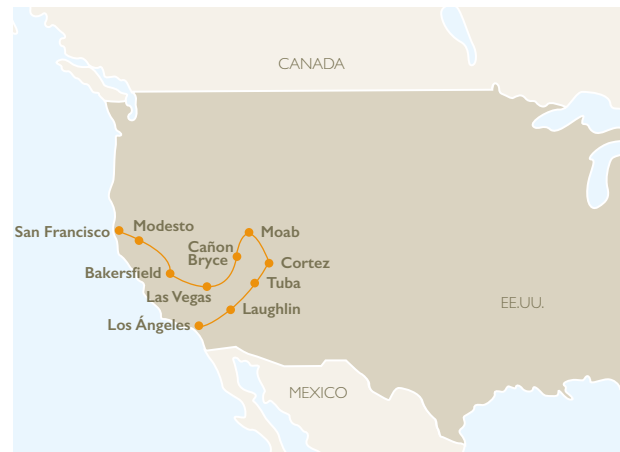 CANADA
San Francisco
Modesto
Moab
Cañon
Bryce
Cortez
Bakersfield
Tuba
Las Vegas
Laughlin
EE.UU.
Los Ángeles
MEXICO